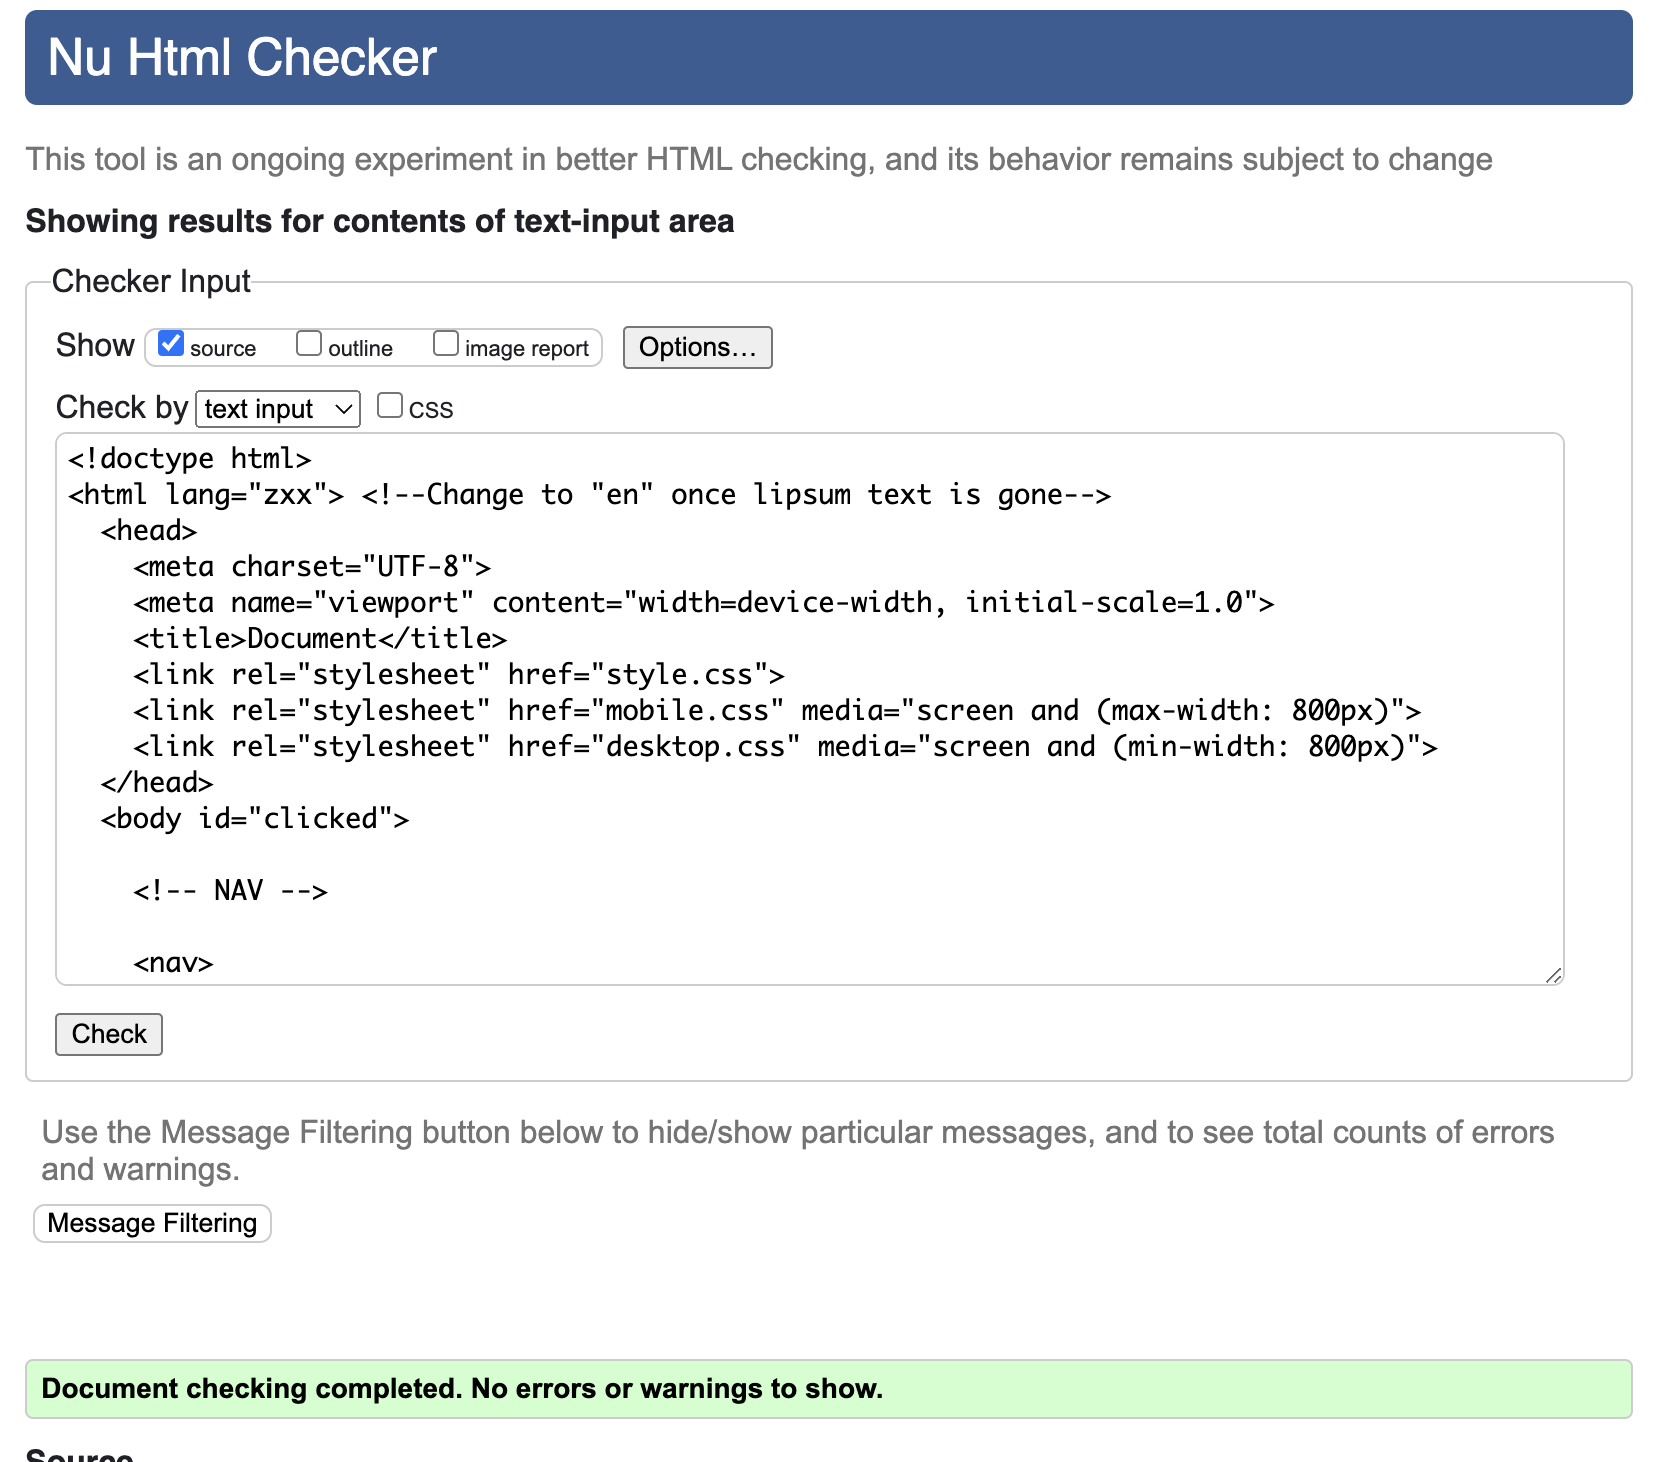 Nu Html Checker
This tool is an ongoing experiment in better HTML checking, and its behavior remains subject to change
Showing results for contents of text-input area
Checker Input
Show source outline image report Options…
Check by text input CSS
<!doctype html>
<html lang="zxx"> <!--Change to "en" once lipsum text is gone-->
  <head>
    <meta charset="UTF-8">
    <meta name="viewport" content="width=device-width, initial-scale=1.0">
    <title>Document</title>
    <link rel="stylesheet" href="style.css">
    <link rel="stylesheet" href="mobile.css" media="screen and (max-width: 800px)">
    <link rel="stylesheet" href="desktop.css" media="screen and (min-width: 800px)">
  </head>
  <body id="clicked">
    <!-- NAV -->
    <nav>
Check
Use the Message Filtering button below to hide/show particular messages, and to see total counts of errors
and warnings.
Message Filtering
Document checking completed. No errors or warnings to show.
Source